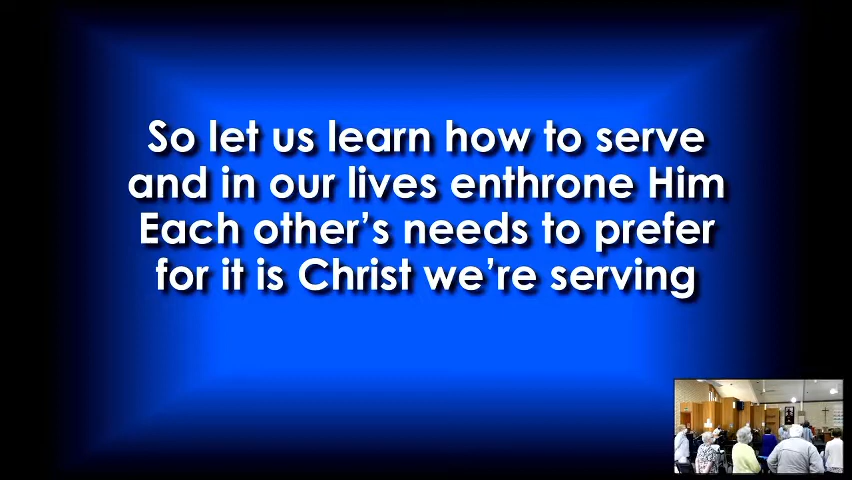 So let us learn how to serve
and in our lives enthrone Him
Each other's needs to prefer
for it is Christ we're serving